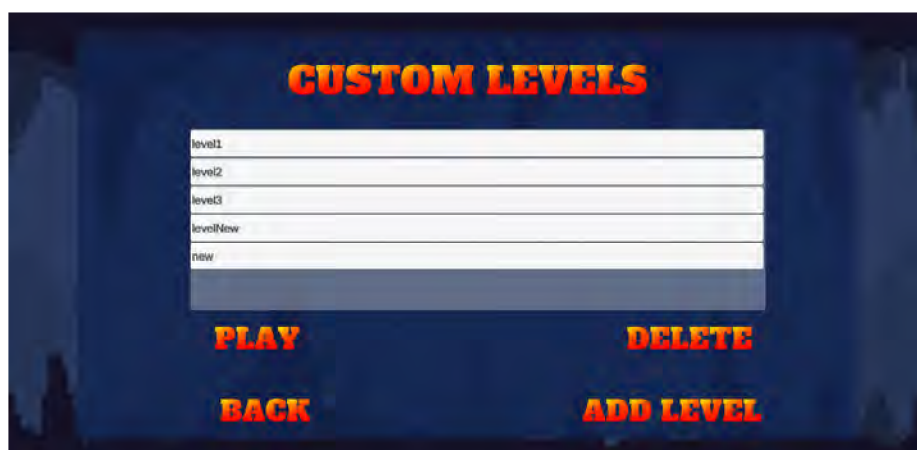 CUSTOM LEVELS
level1
level2
level3
levelNew
new
PLAY DELETE
BACK ADD LEVEL